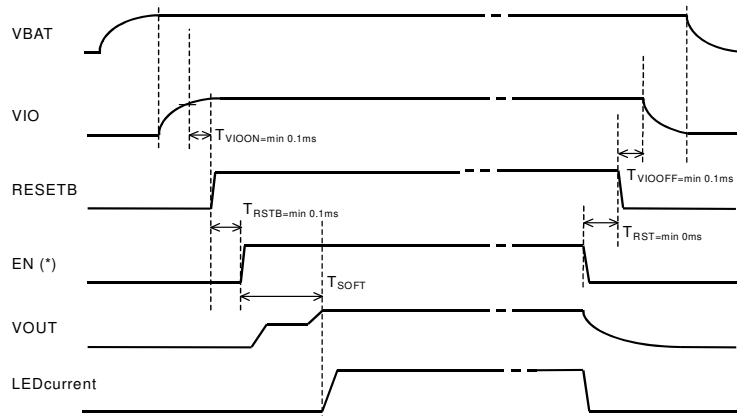 VBAT
VIO
TVIOON=min 0.1ms
RESETB
TVIOOFF=min 0.1ms
TRSTB=min 0.1ms
TRST=min 0ms
EN (*)
TSOFT
VOUT
LEDcurrent